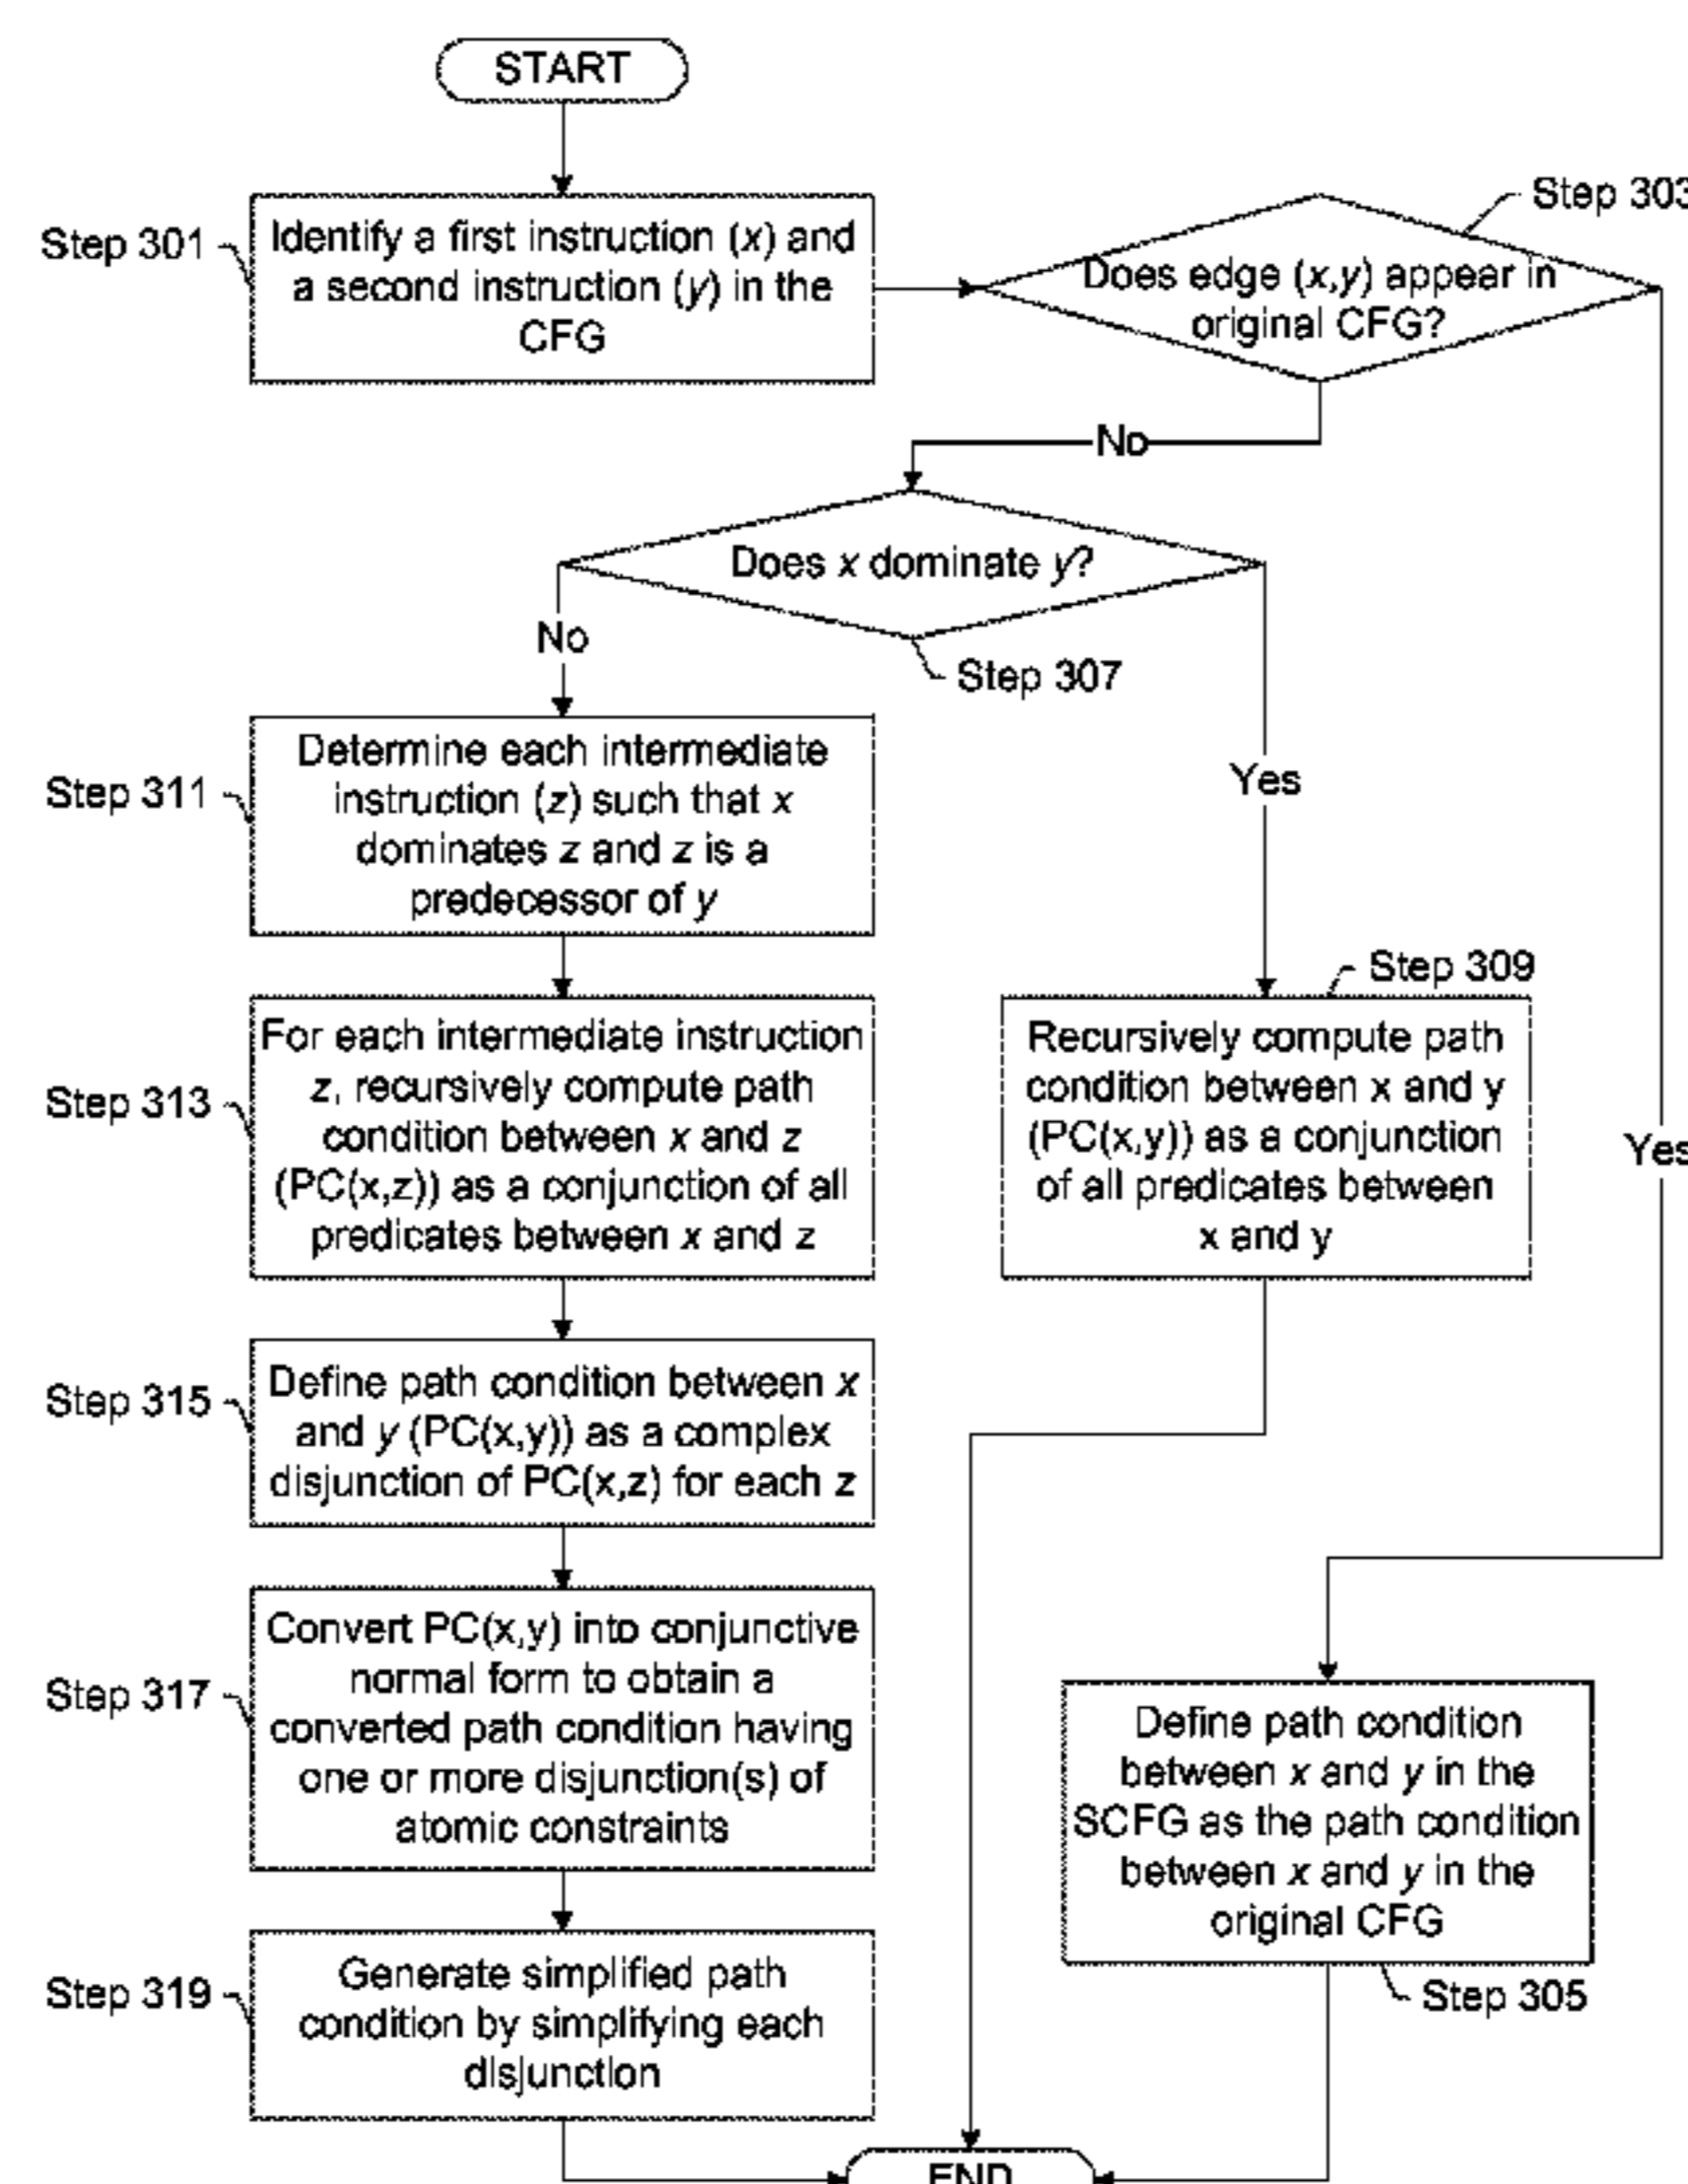 START
Step 301
Identify a first instruction (x) and
a second instruction (y) in the
CFG
Step 303
Does edge (x,y) appear in
original CFG?
No
Does x dominate y?
No
Step 307
Yes
Step 311
Determine each intermediate
instruction (z) such that x
dominates z and z is a
predecessor of y
Step 309
Step 313
For each intermediate instruction
z, recursively compute path
condition between x and z
(PC(x,z)) as a conjunction of all
predicates between x and z
Recursively compute path
condition between x and y
(PC(x,y)) as a conjunction
of all predicates between
x and y
Yes
Step 315
Define path condition between x
and y (PC(x,y)) as a complex
disjunction of PC(x,z) for each z
Step 317
Convert PC(x,y) into conjunctive
normal form to obtain a
converted path condition having
one or more disjunction(s) of
atomic constraints
Define path condition
between x and y in the
SCFG as the path condition
between x and y in the
original CFG
Step 305
Step 319
Generate simplified path
condition by simplifying each
disjunction
END